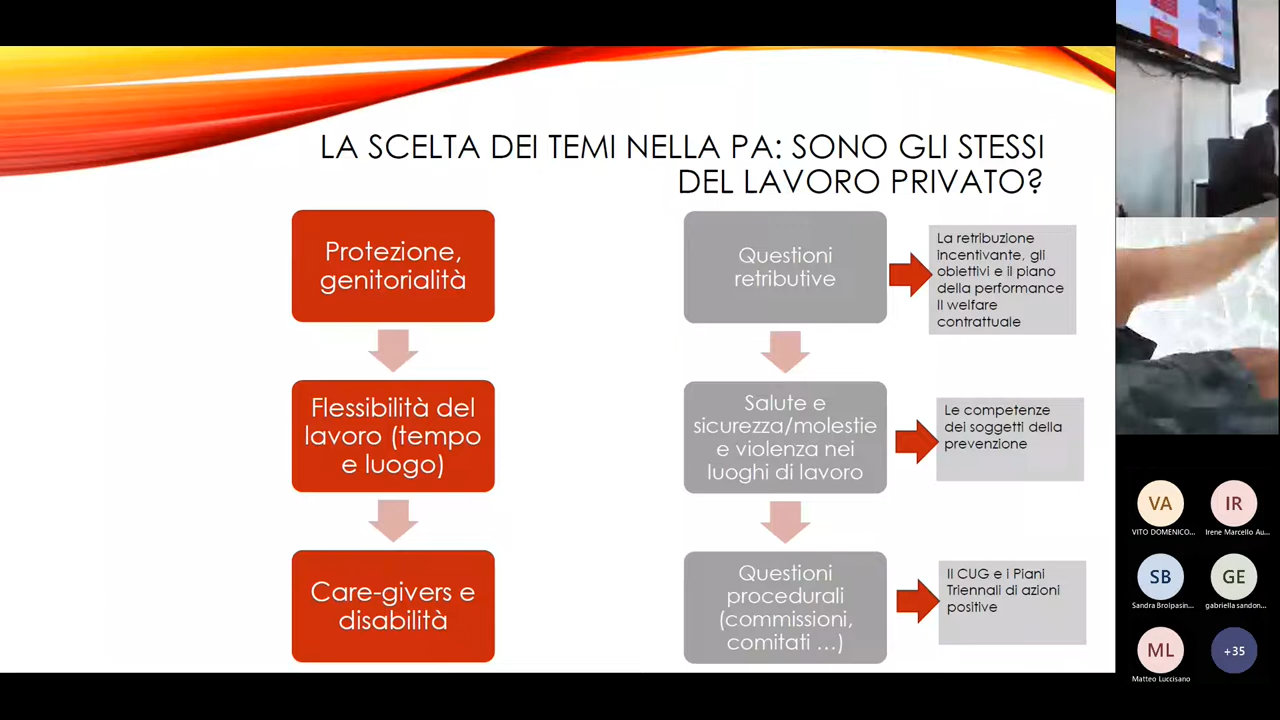 LA SCELTA DEI TEMI NELLA PA: SONO GLI STESSI
DEL LAVORO PRIVATO?
Protezione,
genitorialità
Flessibilità del
lavoro (tempo
e luogo)
Care-givers e
disabilità
Questioni
retributive
La retribuzione
incentivante, gli
obiettivi e il piano
della performance
Il welfare
contrattuale
Salute e
sicurezza/molestie
e violenza nei
luoghi di lavoro
Le competenze
dei soggetti della
prevenzione
Questioni
procedurali
(commissioni,
comitati ...)
Il CUG e i Piani
Triennali di azioni
positive
VA
VITO DOMENICO...
IR
Irene Marcello Au...
SB
Sandra Brolpasin...
GE
gabriella sandon...
ML
Matteo Luccisano
+35